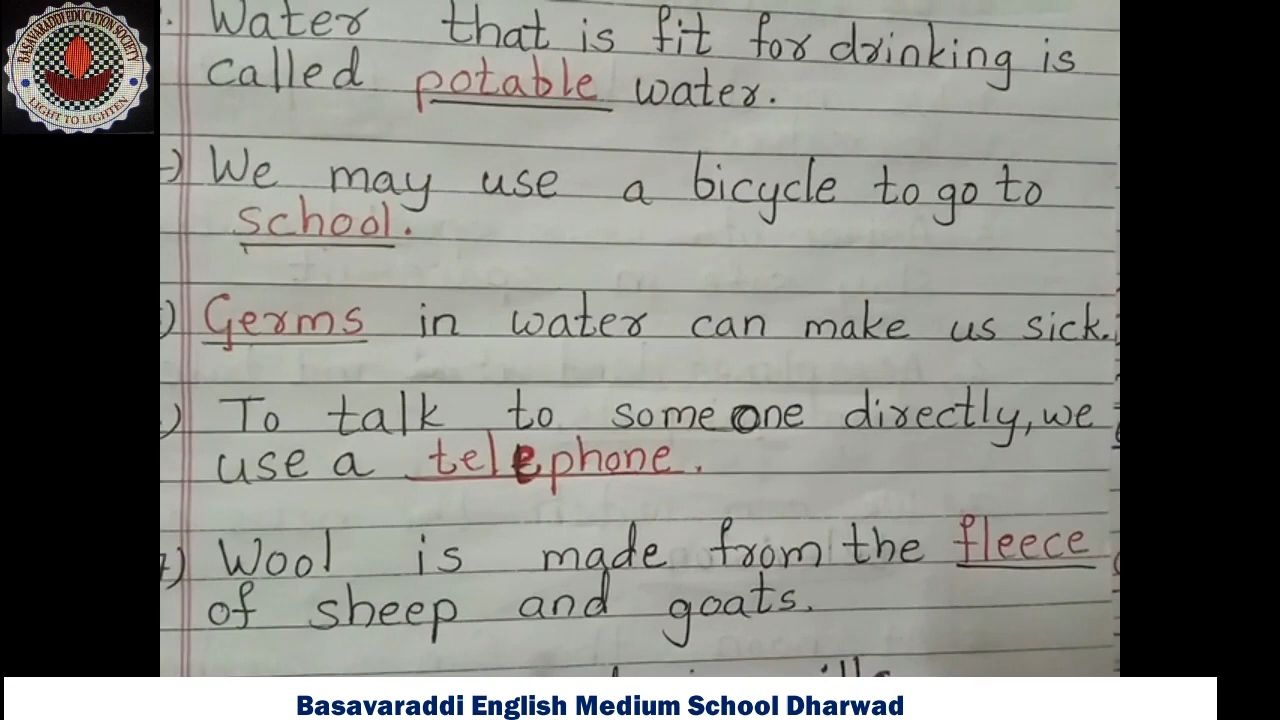 BASAVARADDI EDUCATION SOCIETY
LIGHT TO LIGHTEN
Water that is fit for drinking is
called potable water.
We may use a bicycle to go to
school.
Germs in water can make us sick.
To talk to someone directly, we
use a telephone.
Wool is made from the fleece
of sheep and goats.
Basavaraddi English Medium School Dharwad